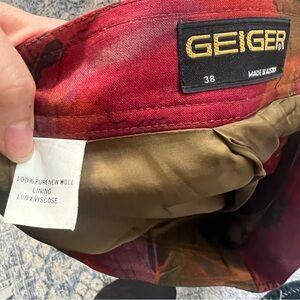 GEIGER
38
MADE IN AUSTRIA
100% PURE NEW WOOL
LINING
100% VISCOSE